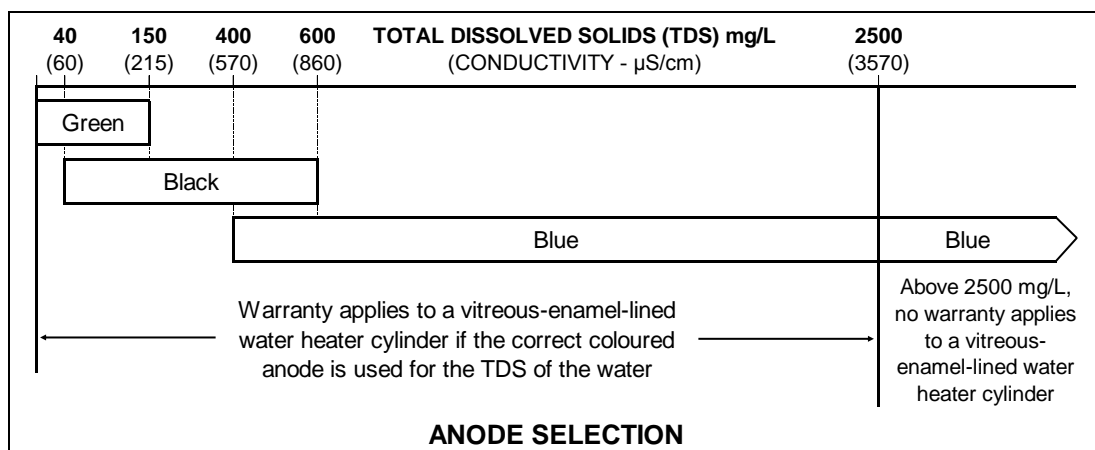 40 150 400 600 TOTAL DISSOLVED SOLIDS (TDS) mg/L 2500
(60) (215) (570) (860) (CONDUCTIVITY - µS/cm) (3570)
Green
Black
Blue Blue
Warranty applies to a vitreous-enamel-lined
water heater cylinder if the correct coloured
anode is used for the TDS of the water
Above 2500 mg/L,
no warranty applies
to a vitreous-
enamel-lined water
heater cylinder
ANODE SELECTION